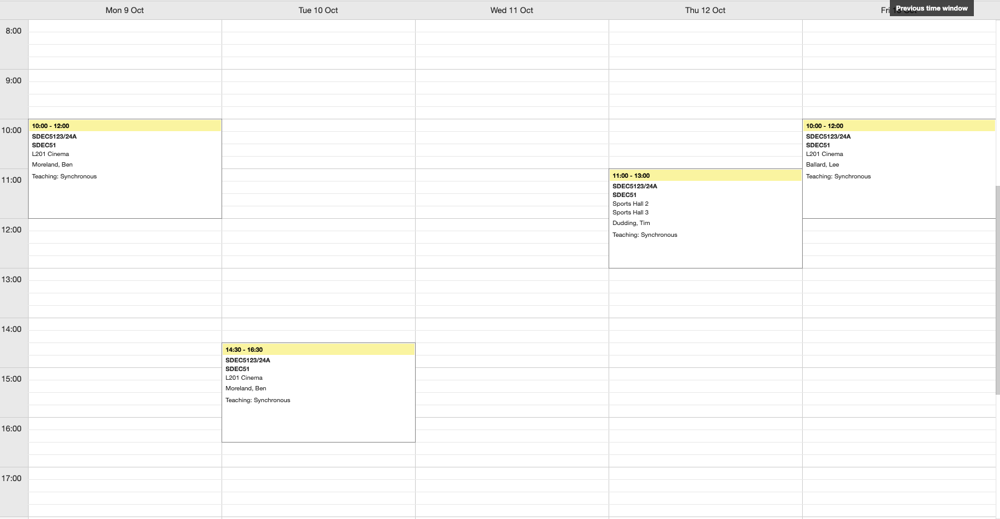 Mon 9 Oct
Tue 10 Oct
Wed 11 Oct
Thu 12 Oct
Fri
Previous time window
8:00
9:00
10:00
11:00
12:00
13:00
14:00
15:00
16:00
17:00
10:00 - 12:00
SDEC5123/24A
SDEC51
L201 Cinema
Moreland, Ben
Teaching: Synchronous
14:30 - 16:30
SDEC5123/24A
SDEC51
L201 Cinema
Moreland, Ben
Teaching: Synchronous
11:00 - 13:00
SDEC5123/24A
SDEC51
Sports Hall 2
Sports Hall 3
Dudding, Tim
Teaching: Synchronous
10:00 - 12:00
SDEC5123/24A
SDEC51
L201 Cinema
Ballard, Lee
Teaching: Synchronous